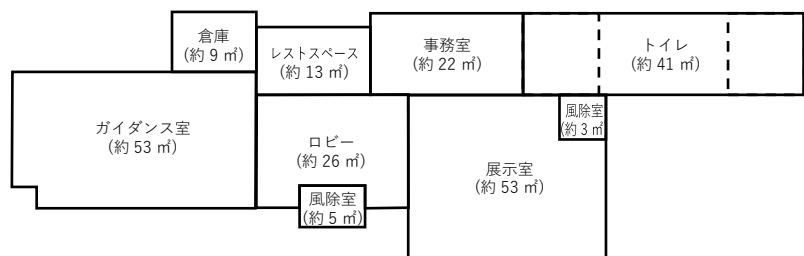 倉庫
(約 9 ㎡)
レストスペース
(約 13 ㎡)
事務室
(約 22 ㎡)
トイレ
(約 41 ㎡)
ガイダンス室
(約 53 ㎡)
ロビー
(約 26 ㎡)
風除室
(約 3 ㎡
展示室
(約 53 ㎡)
風除室
(約 5 ㎡)